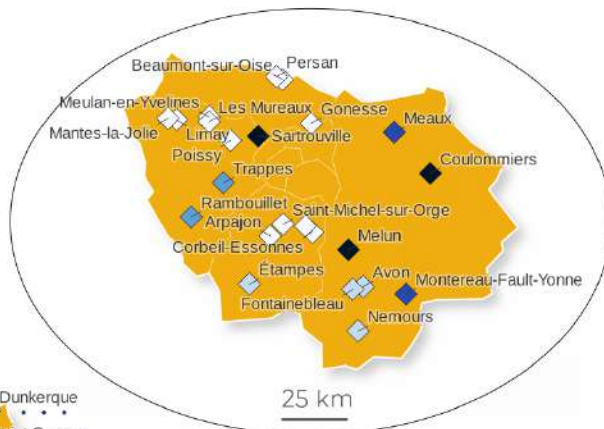 Beaumont-sur-Oise Persan
Meulan-en-Yvelines Les Mureaux Gonesse Meaux
Mantes-la-Jolie Limay Sartrouville
Poissy Coulommiers
Trappes
Rambouillet Saint-Michel-sur-Orge
Arpajon
Corbeil-Essonnes Melun
Étampes Avon Montereau-Fault-Yonne
Fontainebleau
Nemours
Dunkerque
25 km